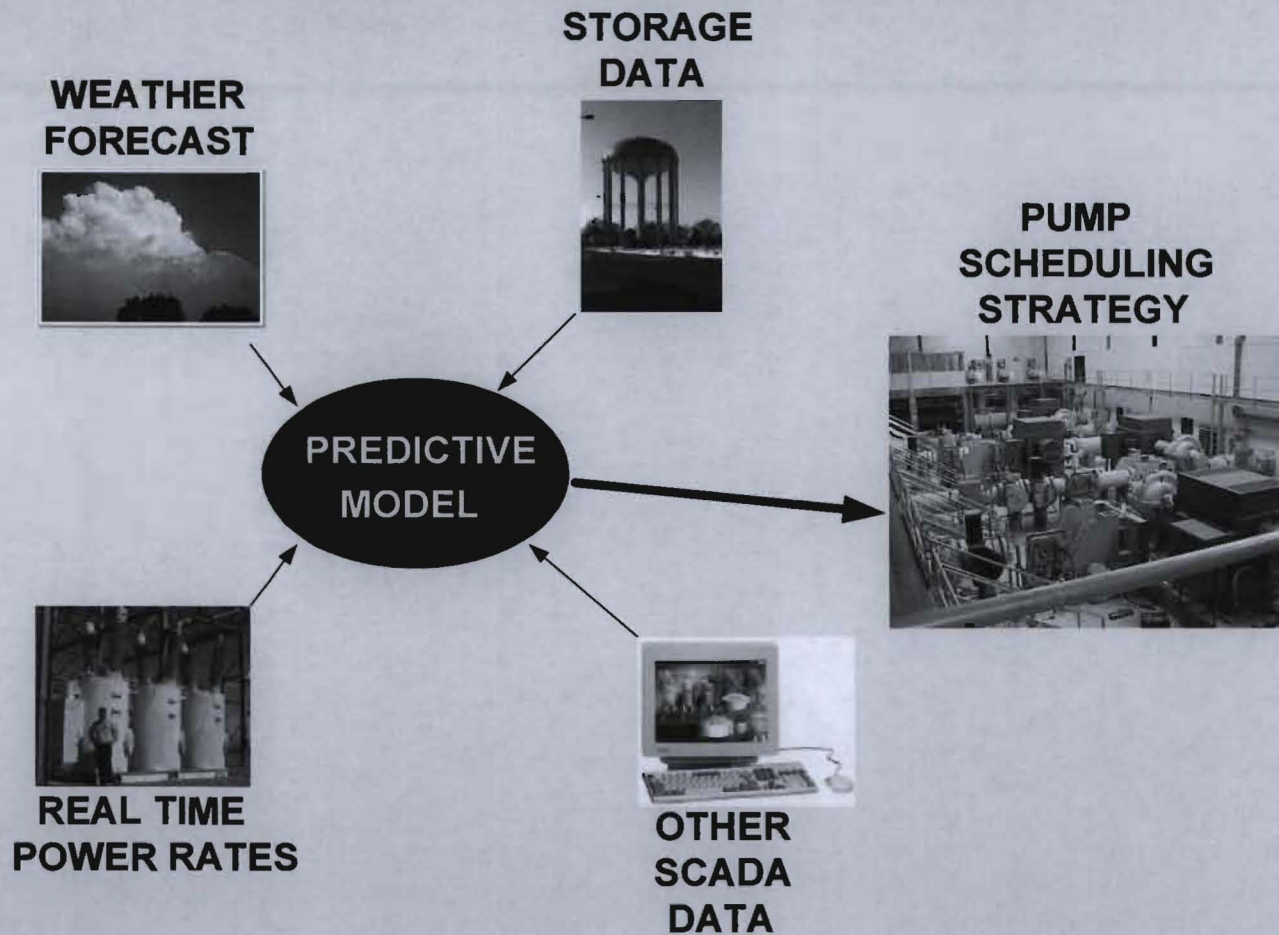 STORAGE
DATA
WEATHER
FORECAST
PUMP
SCHEDULING
STRATEGY
PREDICTIVE
MODEL
REAL TIME
POWER RATES
OTHER
SCADA
DATA